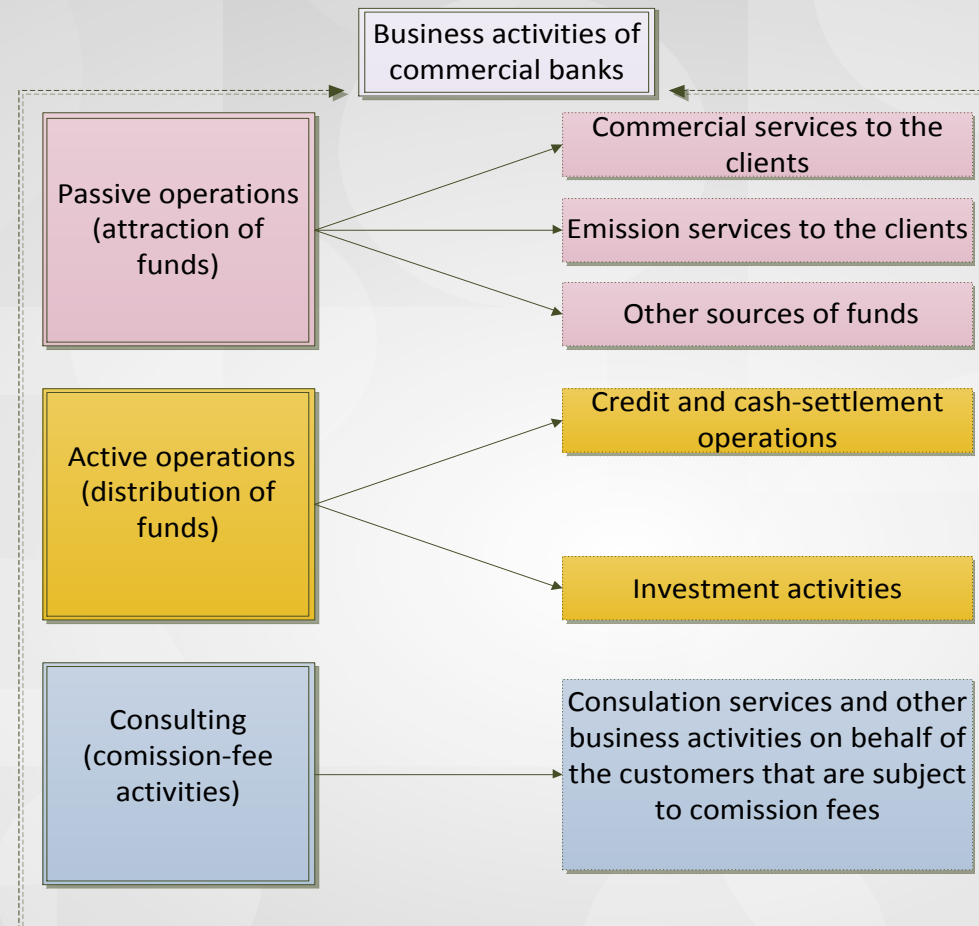 Business activities of
commercial banks
Passive operations
(attraction of
funds)
Commercial services to the
clients
Emission services to the clients
Other sources of funds
Active operations
(distribution of
funds)
Credit and cash-settlement
operations
Investment activities
Consulting
(comission-fee
activities)
Consulation services and other
business activities on behalf of
the customers that are subject
to comission fees